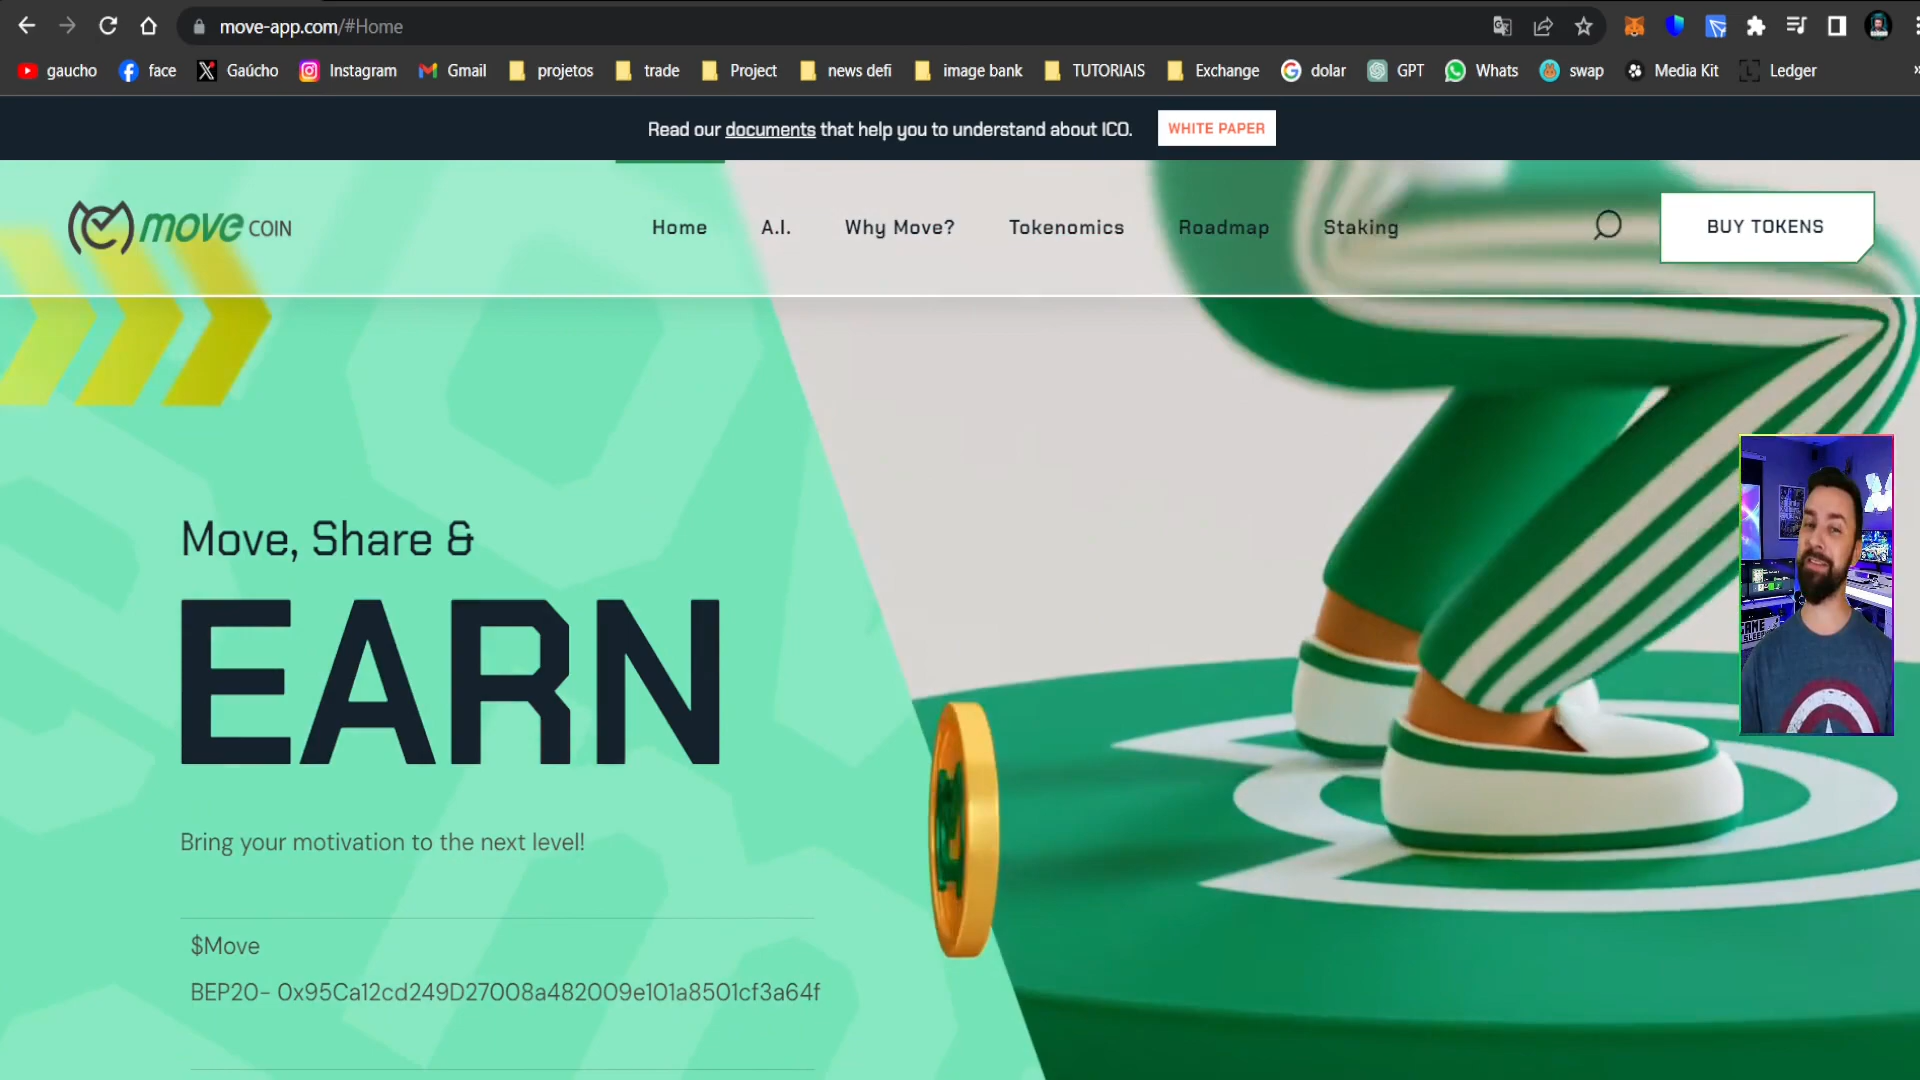 move-app.com/#Home
gaucho face Gaúcho Instagram Gmail projetos trade Project news defi image bank TUTORIAIS Exchange dolar GPT Whats swap Media Kit Ledger »
Read our documents that help you to understand about ICO. WHITE PAPER
move COIN Home A.I. Why Move? Tokenomics Roadmap Staking BUY TOKENS
Move, Share &
EARN
Bring your motivation to the next level!
$Move
BEP20- 0x95Ca12cd249D27008a482009e101a8501cf3a64f